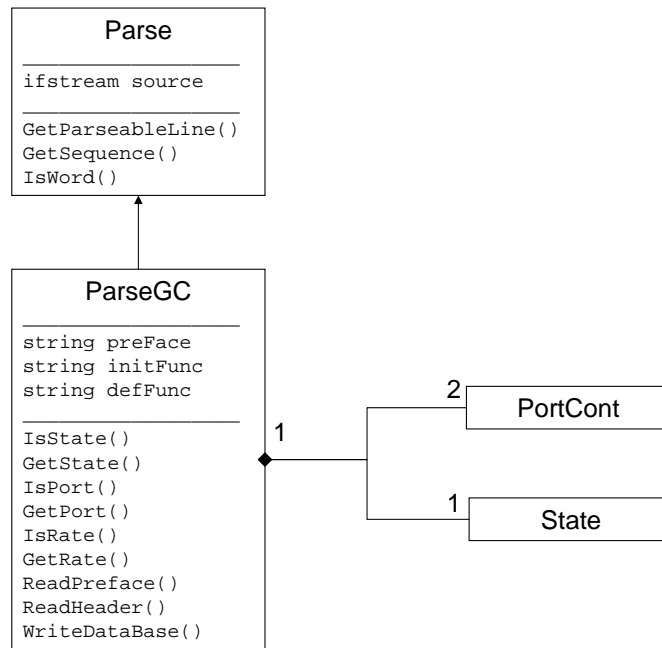 Parse
ifstream source
GetParseableLine()
GetSequence()
IsWord()
ParseGC
string preFace
string initFunc
string defFunc
IsState()
GetState()
IsPort()
GetPort()
IsRate()
GetRate()
ReadPreface()
ReadHeader()
WriteDataBase()
1
2
PortCont
1
State